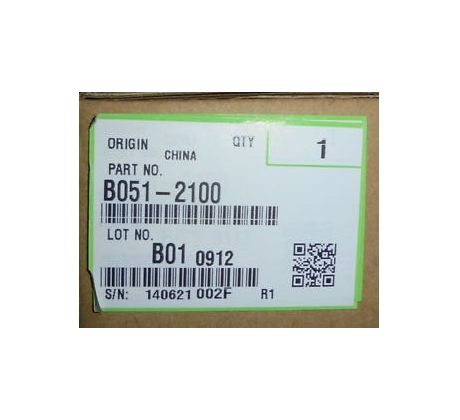 ORIGIN CHINA QTY 1
PART NO.
B051-2100
LOT NO.
B01 0912
S/N: 140621 002F R1